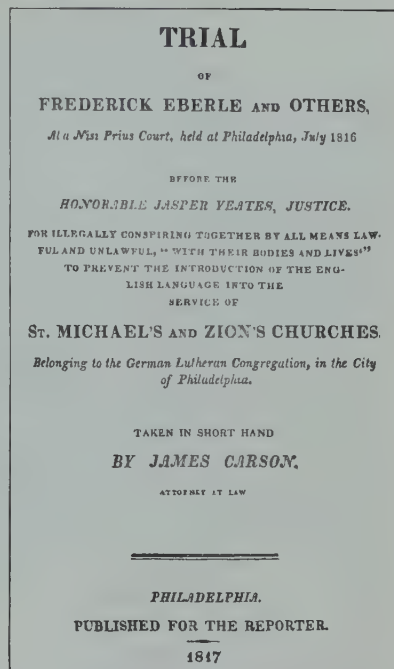 TRIAL
OF
FREDERICK EBERLE AND OTHERS,
At a Nisi Prius Court, held at Philadelphia, July 1816
BEFORE THE
HONORABLE JASPER YEATES, JUSTICE.
FOR ILLEGALLY CONSPIRING TOGETHER BY ALL MEANS LAW-
FUL AND UNLAWFUL, "WITH THEIR BODIES AND LIVES"
TO PREVENT THE INTRODUCTION OF THE ENG-
LISH LANGUAGE INTO THE
SERVICE OF
ST. MICHAEL'S AND ZION'S CHURCHES.
Belonging to the German Lutheran Congregation, in the City
of Philadelphia.
TAKEN IN SHORT HAND
BY JAMES CARSON,
ATTORNEY AT LAW
PHILADELPHIA.
PUBLISHED FOR THE REPORTER.
1817